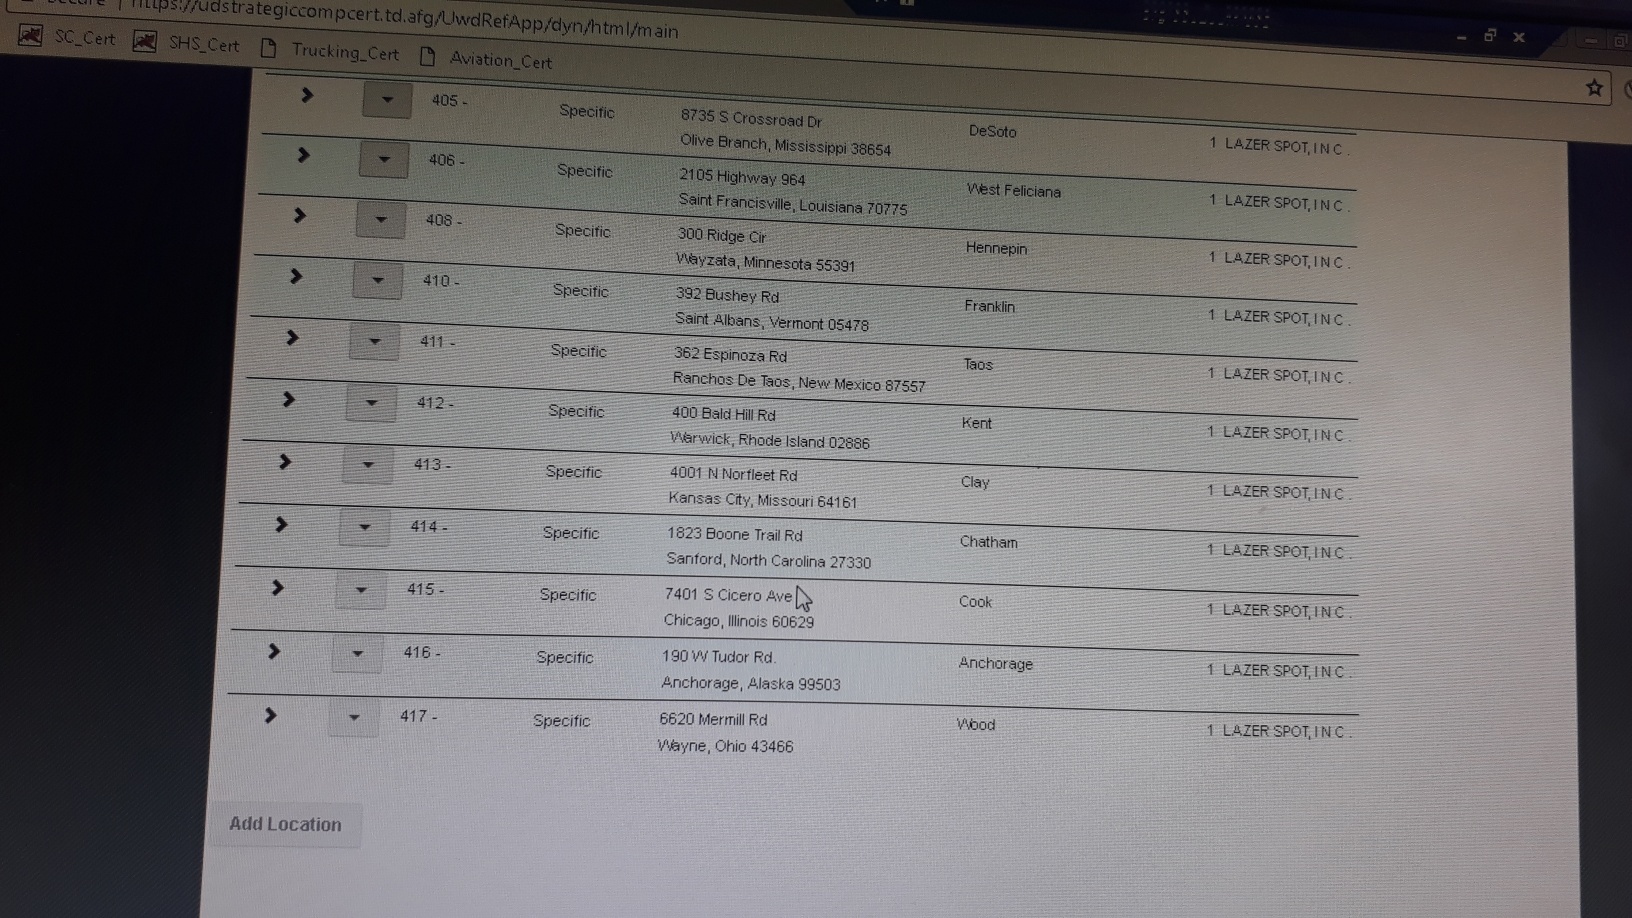 https://udstrategiccompcert.td.afg/UwdRefApp/dyn/html/main
SC_Cert SHS_Cert Trucking_Cert Aviation_Cert
405 - Specific 8735 S Crossroad Dr DeSoto 1 LAZER SPOT, INC.
Olive Branch, Mississippi 38654
406 - Specific 2105 Highway 964 West Feliciana 1 LAZER SPOT, INC.
Saint Francisville, Louisiana 70775
408 - Specific 300 Ridge Cir Hennepin 1 LAZER SPOT, INC.
Wayzata, Minnesota 55391
410 - Specific 392 Bushey Rd Franklin 1 LAZER SPOT, INC.
Saint Albans, Vermont 05478
411 - Specific 362 Espinoza Rd Taos 1 LAZER SPOT, INC.
Ranchos De Taos, New Mexico 87557
412 - Specific 400 Bald Hill Rd Kent 1 LAZER SPOT, INC.
Warwick, Rhode Island 02886
413 - Specific 4001 N Norfleet Rd Clay 1 LAZER SPOT, INC.
Kansas City, Missouri 64161
414 - Specific 1823 Boone Trail Rd Chatham 1 LAZER SPOT, INC.
Sanford, North Carolina 27330
415 - Specific 7401 S Cicero Ave Cook 1 LAZER SPOT, INC.
Chicago, Illinois 60629
416 - Specific 190 W Tudor Rd. Anchorage 1 LAZER SPOT, INC.
Anchorage, Alaska 99503
417 - Specific 6620 Mermill Rd Wood 1 LAZER SPOT, INC.
Wayne, Ohio 43466
Add Location